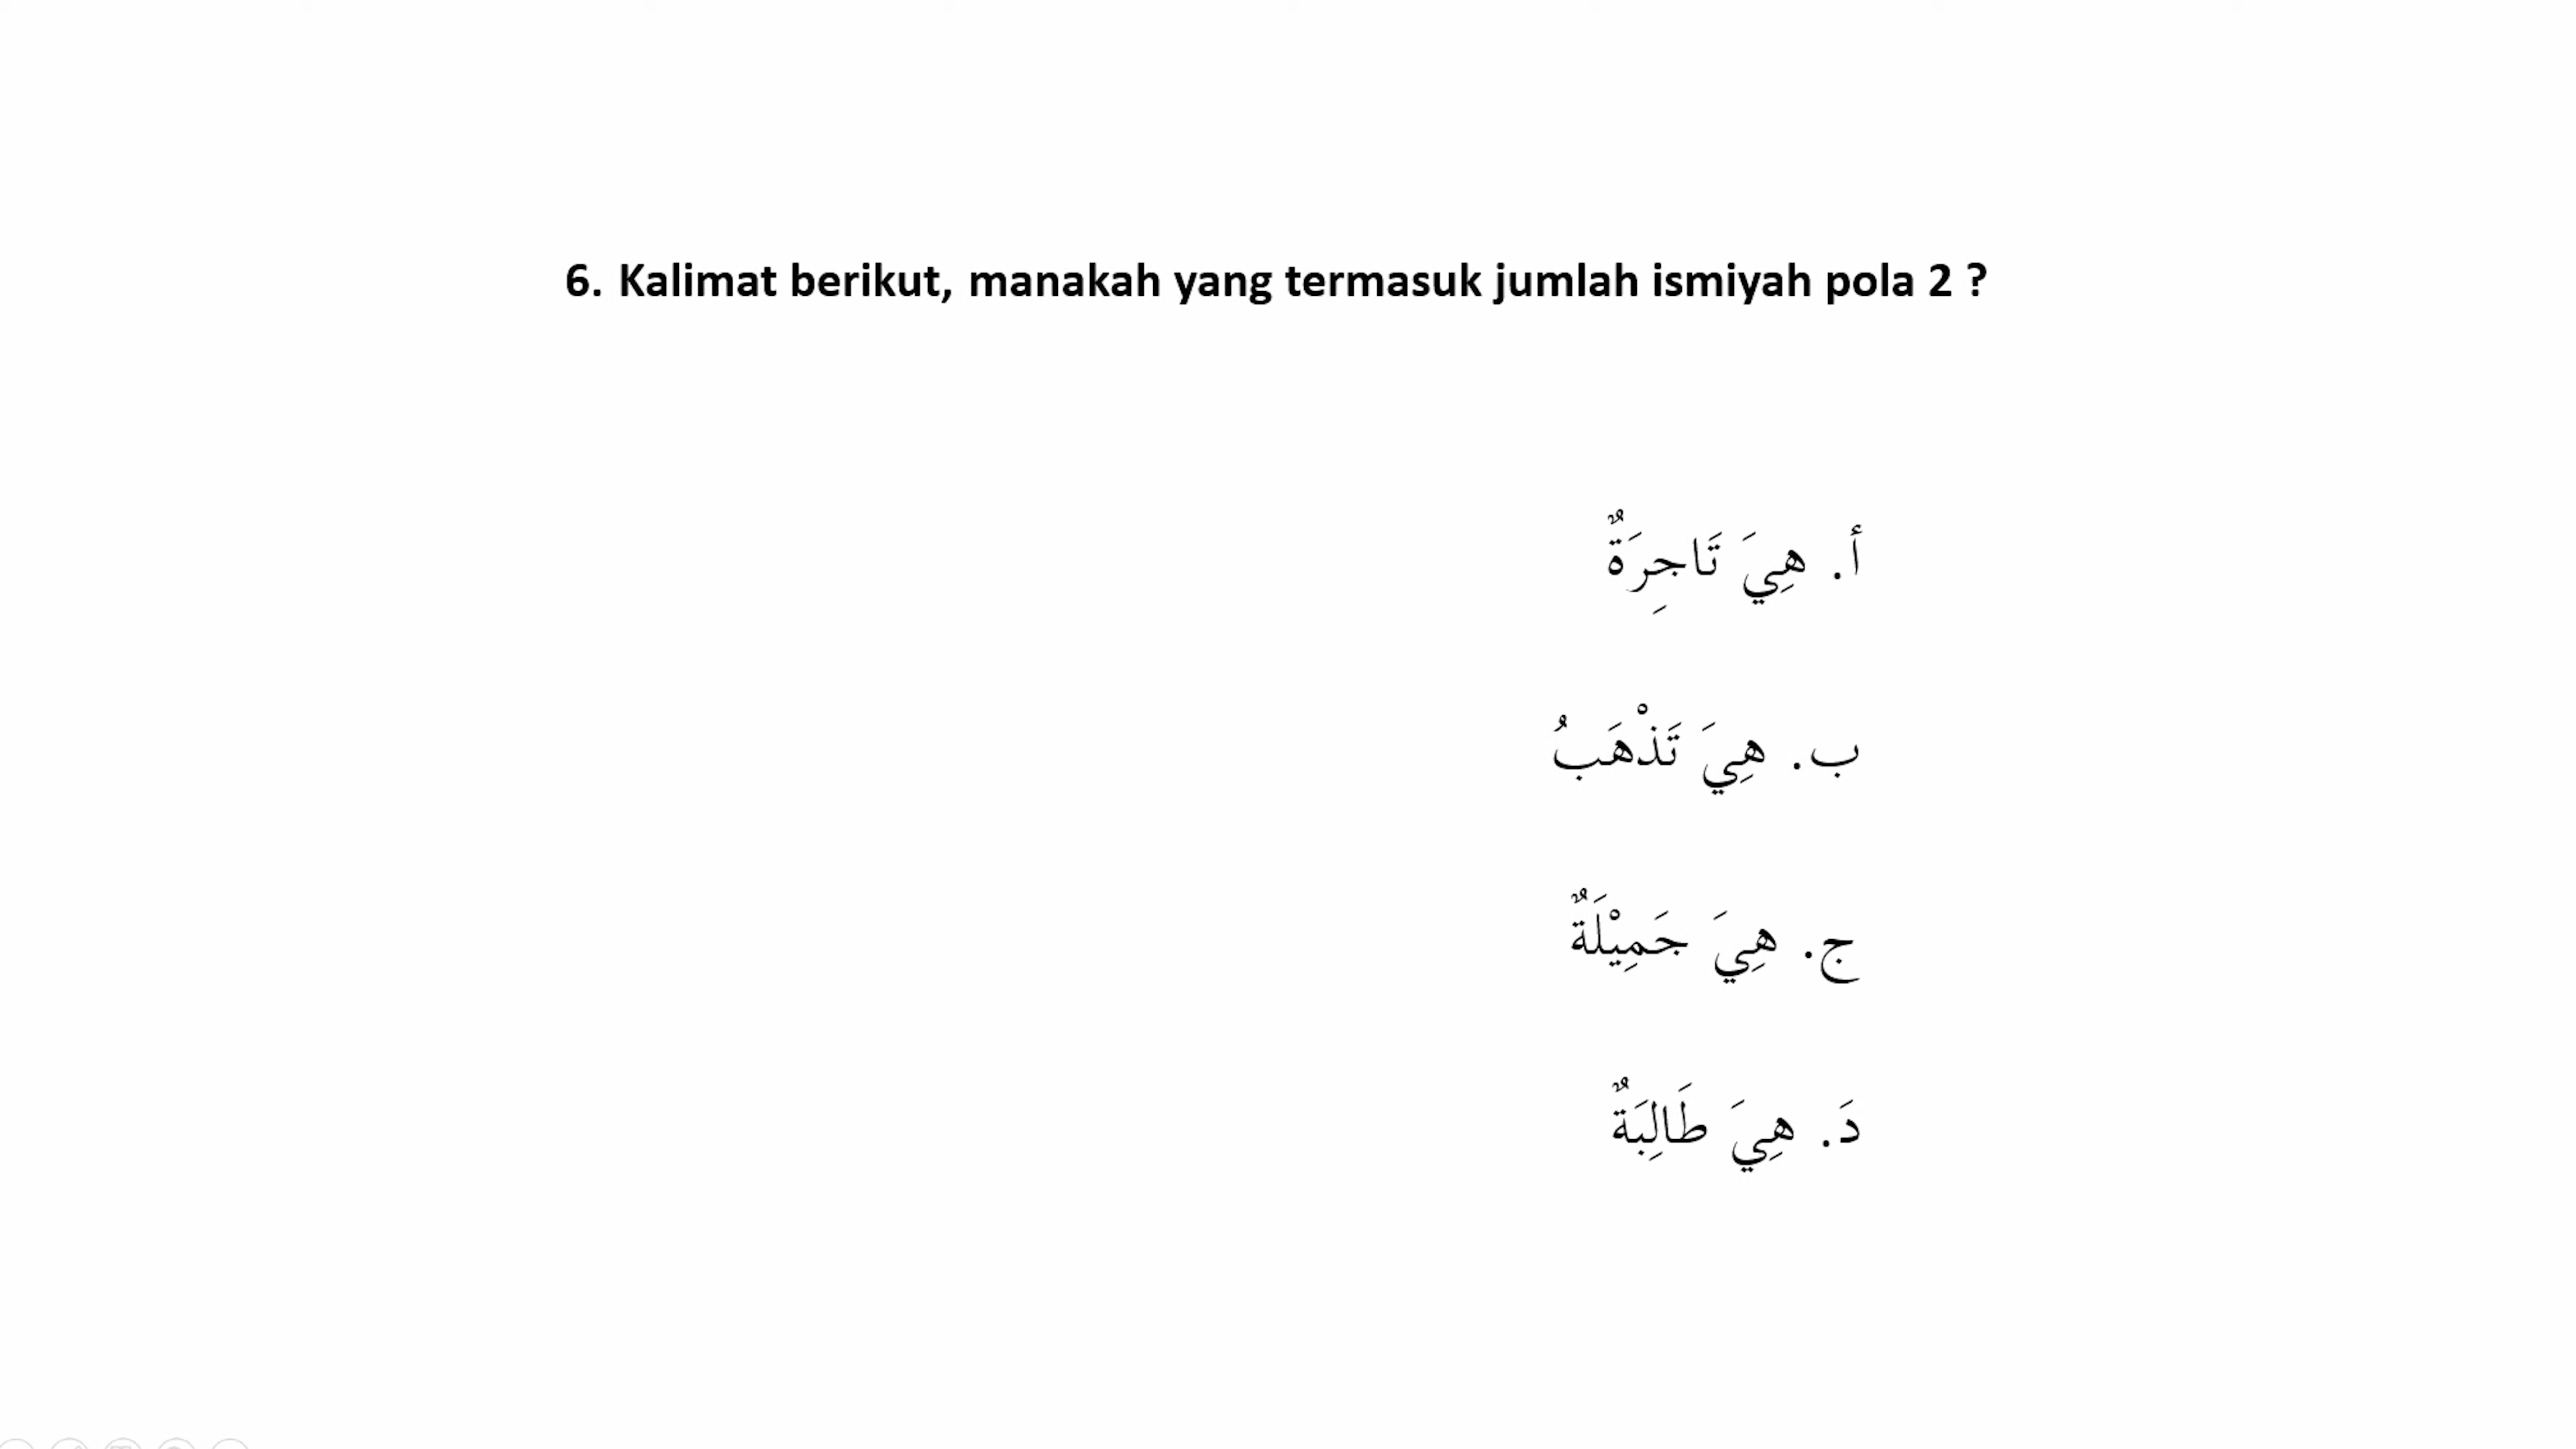 6. Kalimat berikut, manakah yang termasuk jumlah ismiyah pola 2 ?
أ. هِيَ تَاجِرَةٌ
ب. هِيَ تَذْهَبُ
ج. هِيَ جَمِيْلَةٌ
دَ. هِيَ طَالِبَةٌ